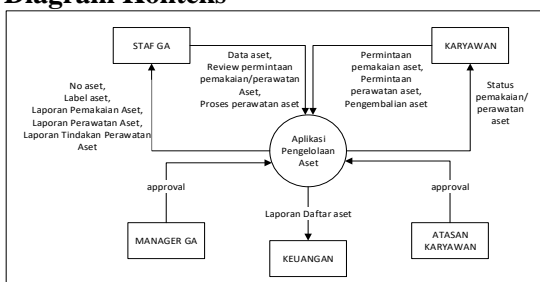 Diagram Konteks
STAF GA
Data aset,
Review permintaan
pemakaian/perawatan
Aset,
Proses perawatan aset
Permintaan
pemakaian aset,
Permintaan
perawatan aset,
Pengembalian aset
KARYAWAN
No aset,
Label aset,
Laporan Pemakaian Aset,
Laporan Perawatan Aset,
Laporan Tindakan Perawatan
Aset
Status
pemakaian/
perawatan
aset
Aplikasi
Pengelolaan
Aset
approval
approval
Laporan Daftar aset
MANAGER GA
KEUANGAN
ATASAN
KARYAWAN